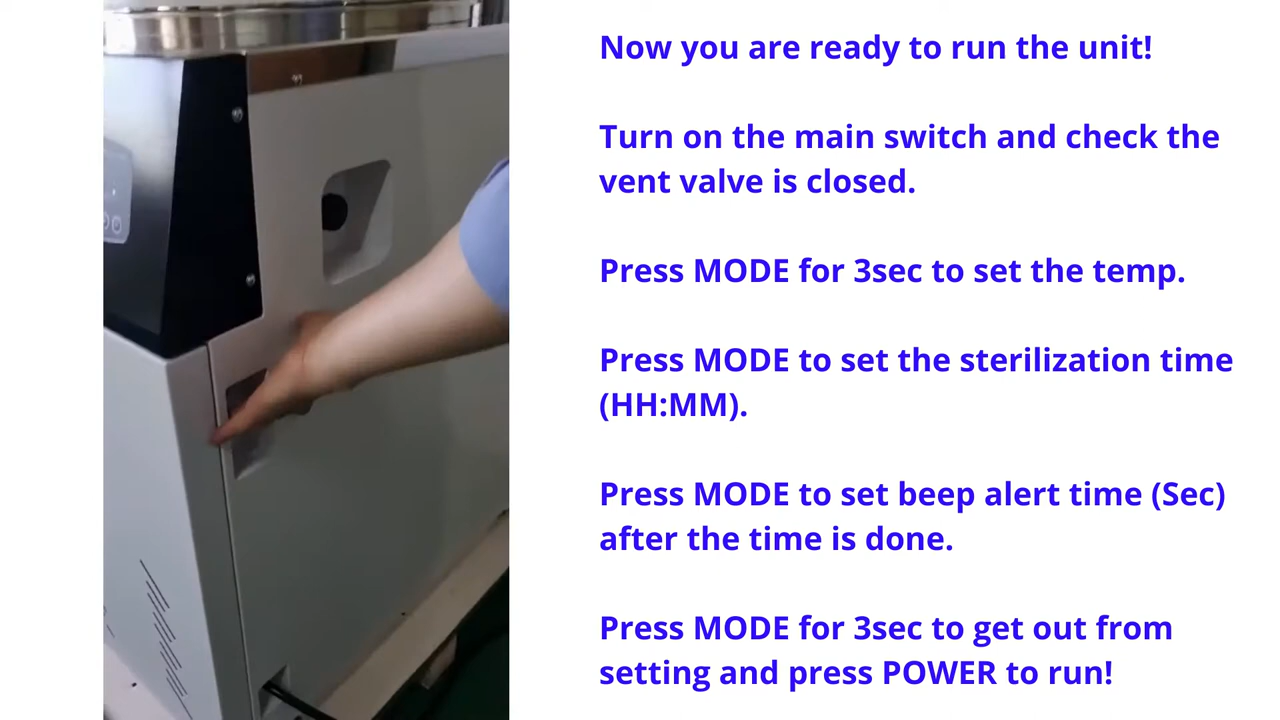 Now you are ready to run the unit!
Turn on the main switch and check the
vent valve is closed.
Press MODE for 3sec to set the temp.
Press MODE to set the sterilization time
(HH:MM).
Press MODE to set beep alert time (Sec)
after the time is done.
Press MODE for 3sec to get out from
setting and press POWER to run!